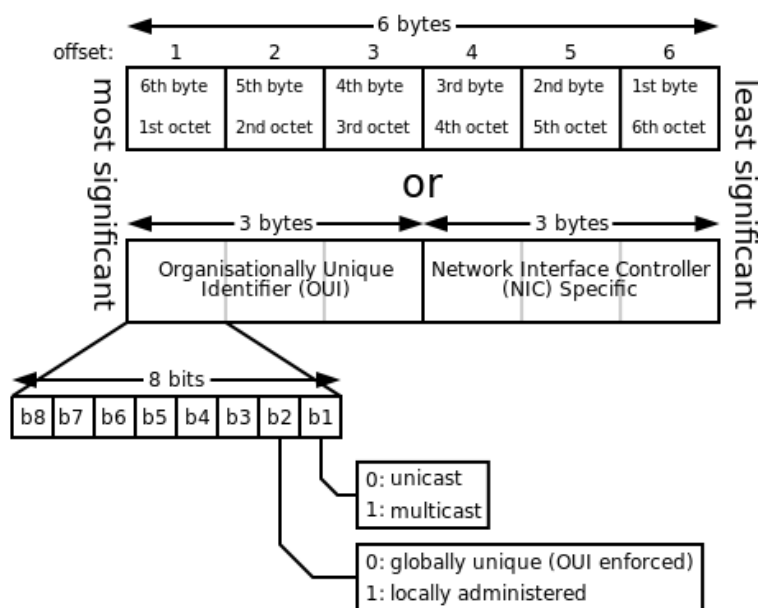 6 bytes
offset: 1 2 3 4 5 6
most significant
6th byte 5th byte 4th byte 3rd byte 2nd byte 1st byte
1st octet 2nd octet 3rd octet 4th octet 5th octet 6th octet
least significant
or
3 bytes 3 bytes
Organisationally Unique
Identifier (OUI)
Network Interface Controller
(NIC) Specific
8 bits
b8 b7 b6 b5 b4 b3 b2 b1
0: unicast
1: multicast
0: globally unique (OUI enforced)
1: locally administered